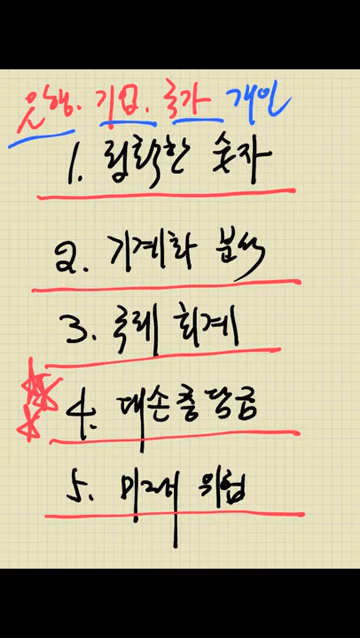 은행. 기업. 국가 개인
1. 정확한 숫자
2. 기계화 분석
3. 국제 회계
4. 대손충당금
5. 미래 위험